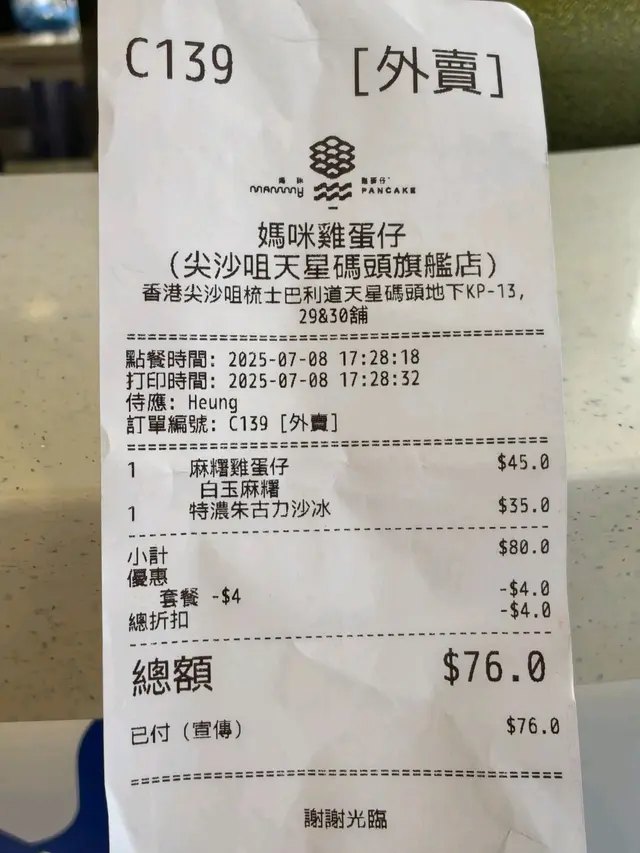 C139 [外賣]
媽咪 雞蛋仔
mammy PANCAKE
媽咪雞蛋仔
(尖沙咀天星碼頭旗艦店)
香港尖沙咀梳士巴利道天星碼頭地下KP-13,
29&30舖
點餐時間: 2025-07-08 17:28:18
打印時間: 2025-07-08 17:28:32
侍應: Heung
訂單編號: C139 [外賣]
1 麻糬雞蛋仔 $45.0
白玉麻糬
1 特濃朱古力沙冰 $35.0
小計 $80.0
優惠
套餐 -$4 -$4.0
總折扣 -$4.0
總額 $76.0
已付 (宣傳) $76.0
謝謝光臨